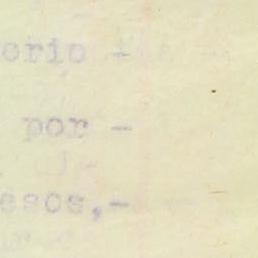 erio -
por -
esos,-